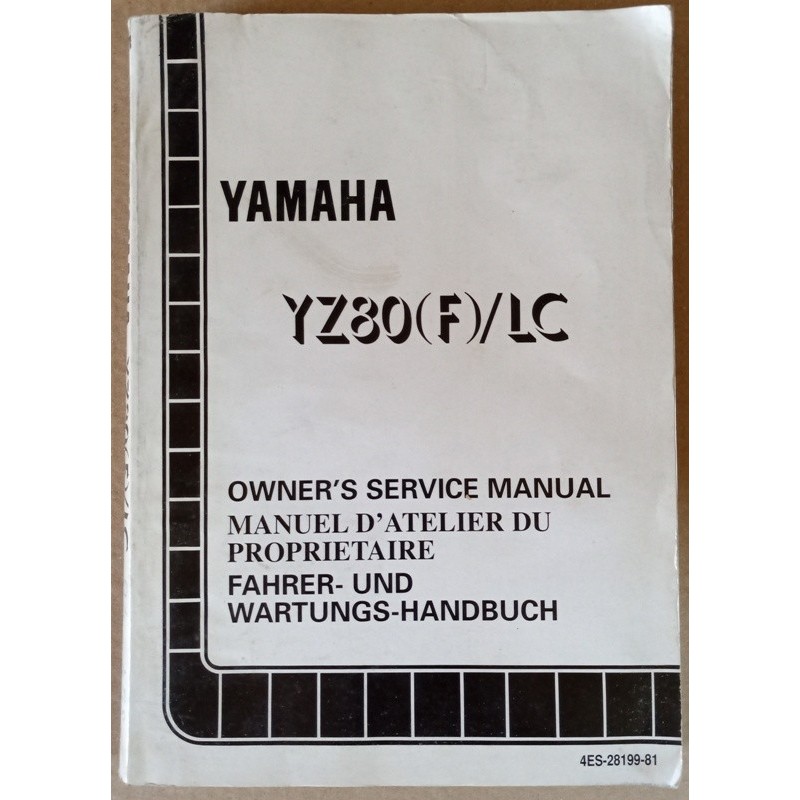 YAMAHA
YZ80(F)/LC
OWNER'S SERVICE MANUAL
MANUEL D'ATELIER DU
PROPRIETAIRE
FAHRER- UND
WARTUNGS-HANDBUCH
4ES-28199-81